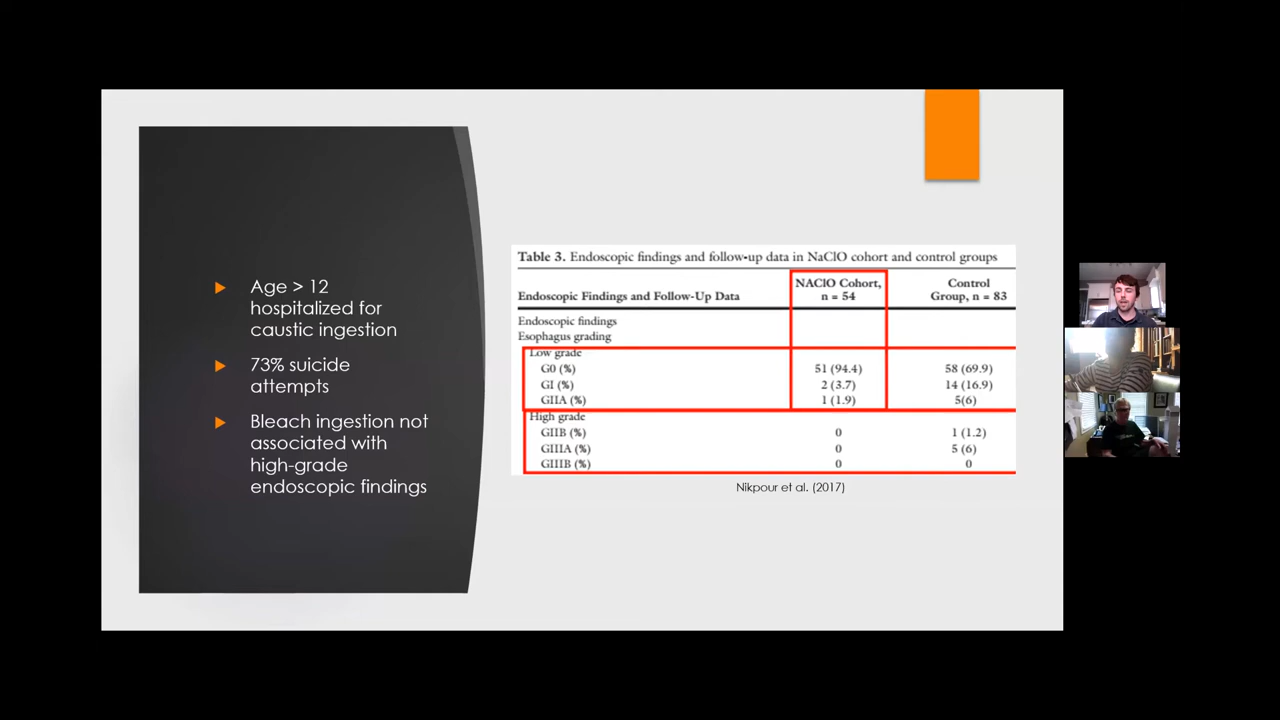 Age > 12
hospitalized for
caustic ingestion
73% suicide
attempts
Bleach ingestion not
associated with
high-grade
endoscopic findings
Table 3. Endoscopic findings and follow-up data in NaClO cohort and control groups
Endoscopic Findings and Follow-Up Data NAClO Cohort, n = 54 Control Group, n = 83
Endoscopic findings
Esophagus grading
Low grade
G0 (%) 51 (94.4) 58 (69.9)
GI (%) 2 (3.7) 14 (16.9)
GIIA (%) 1 (1.9) 5(6)
High grade
GIIB (%) 0 1 (1.2)
GIIIA (%) 0 5 (6)
GIIIB (%) 0 0
Nikpour et al. (2017)